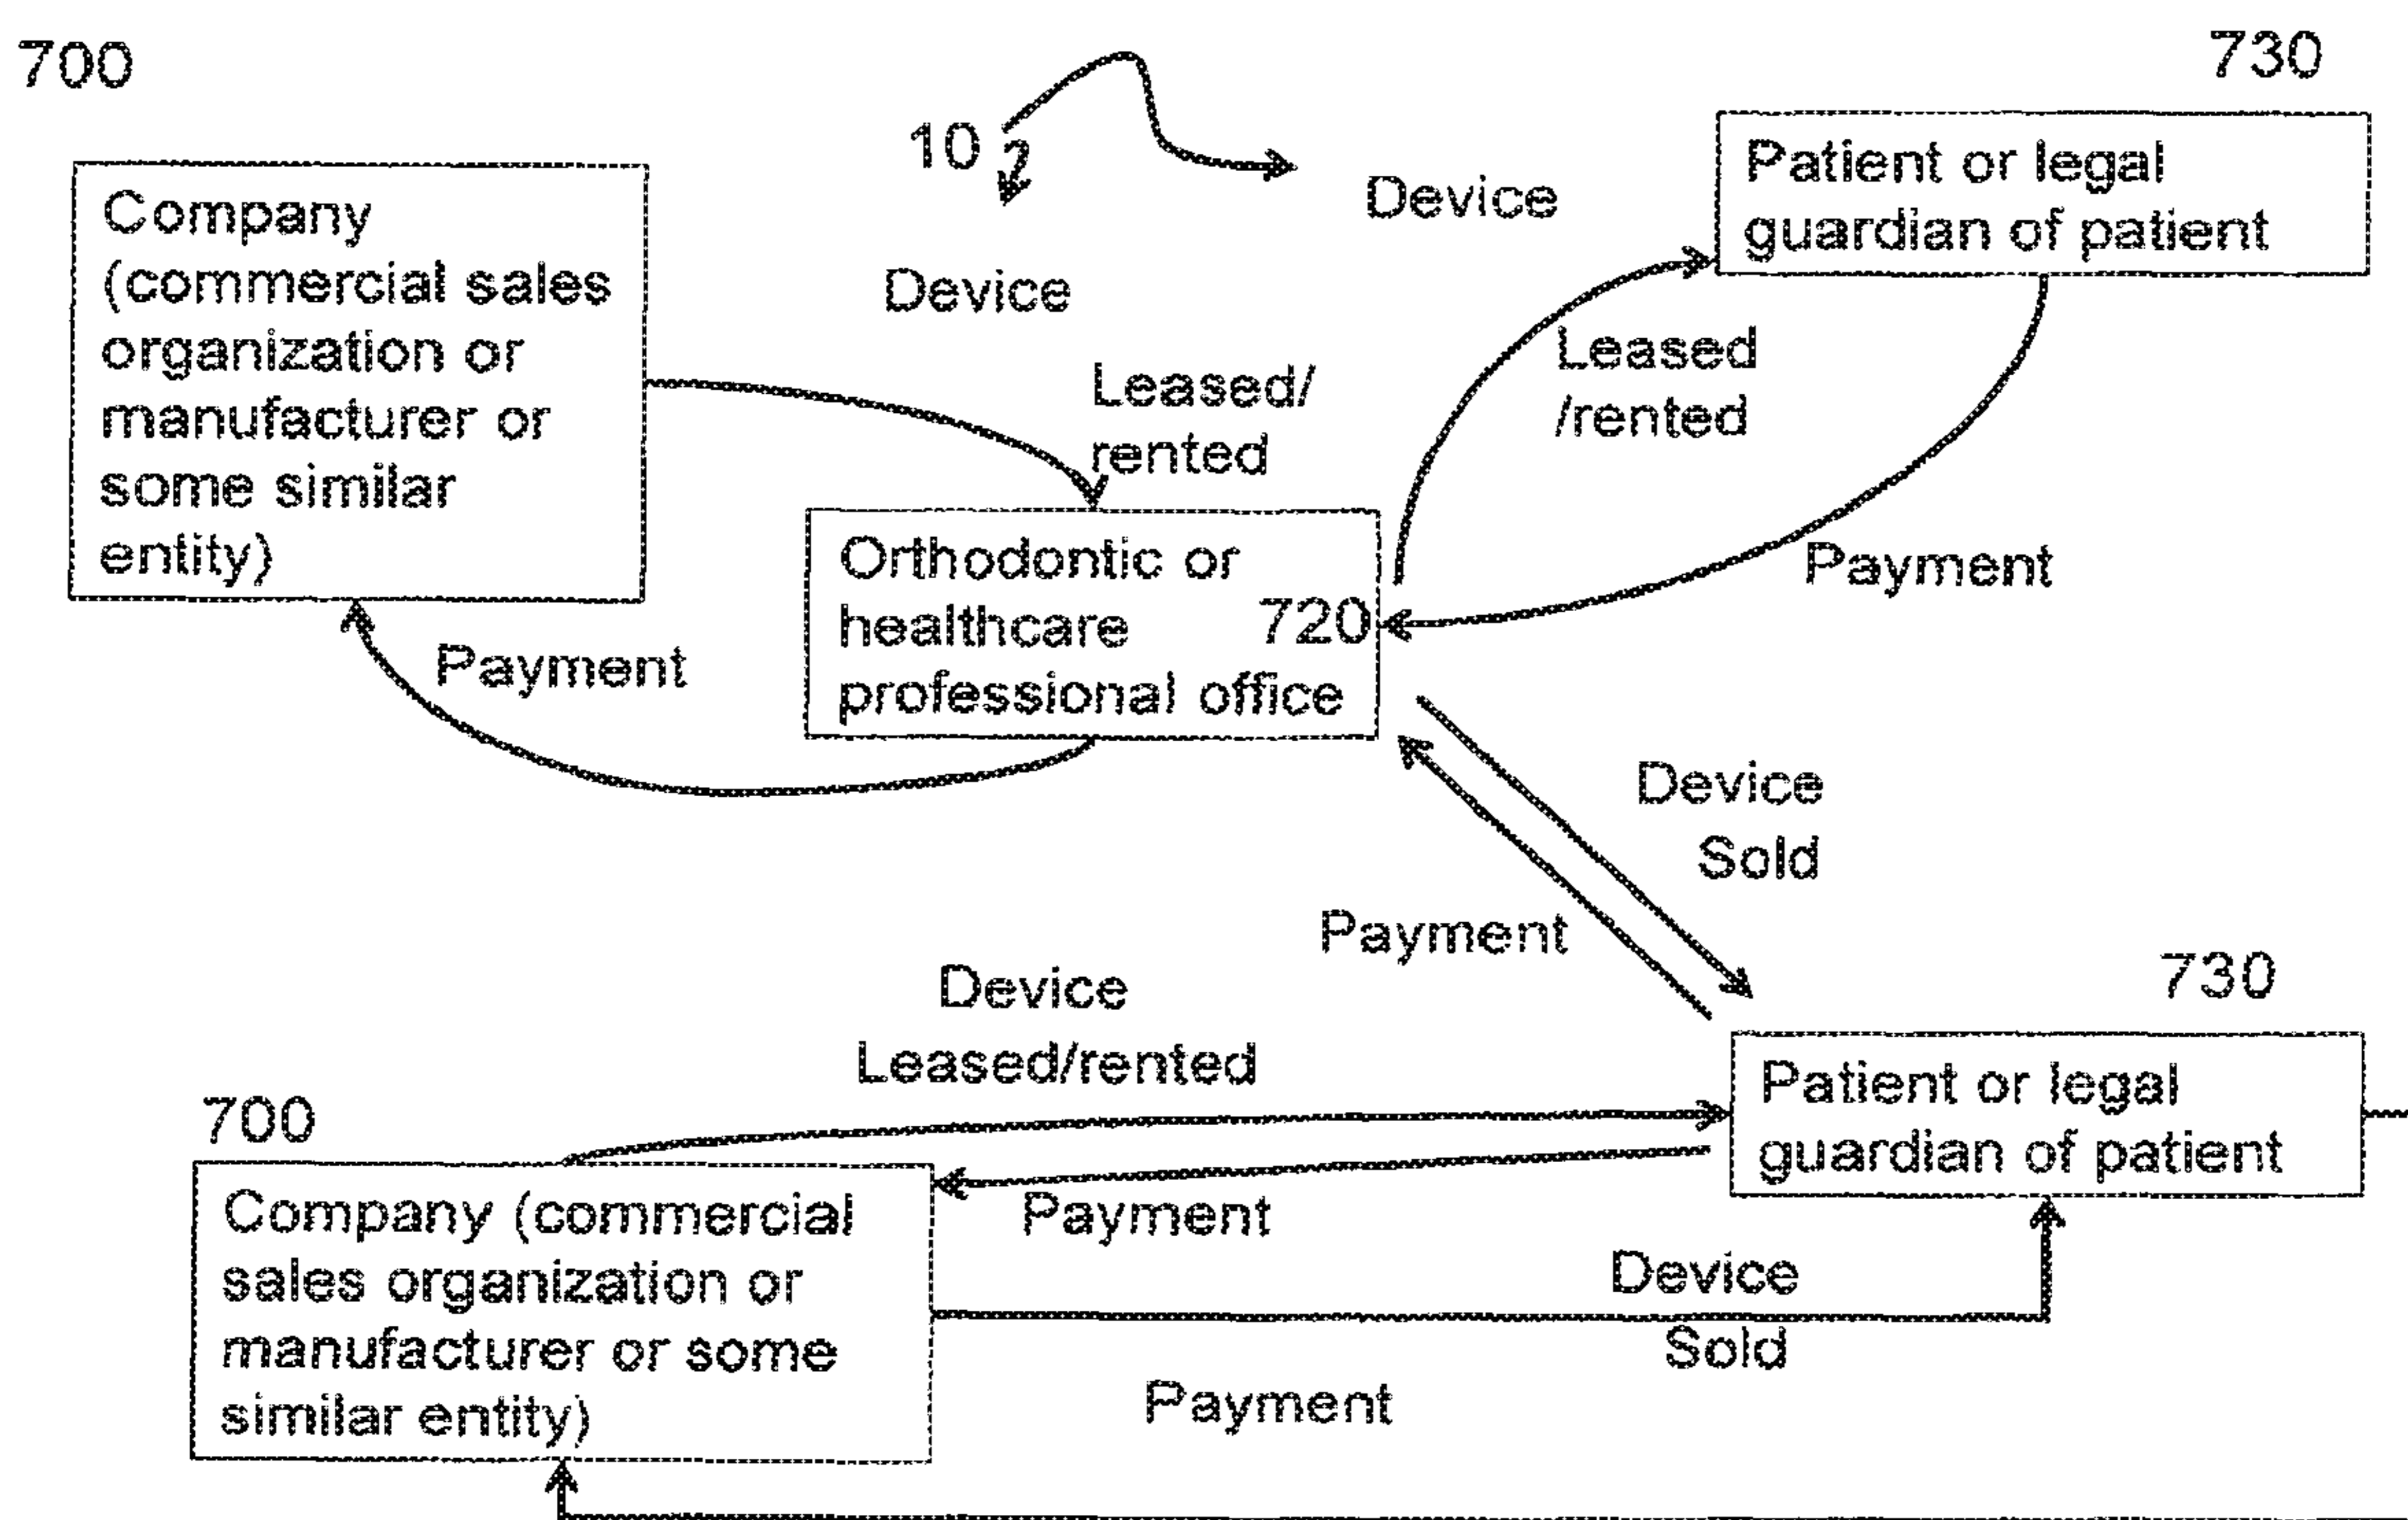 700
730
10
Device
Patient or legal
guardian of patient
Company
(commercial sales
organization or
manufacturer or
some similar
entity)
Device
Leased/
rented
Leased
/rented
Payment
Orthodontic or
healthcare 720
professional office
Payment
Device
Sold
Payment
730
Device
Leased/rented
Patient or legal
guardian of patient
700
Company (commercial
sales organization or
manufacturer or some
similar entity)
Payment
Device
Sold
Payment